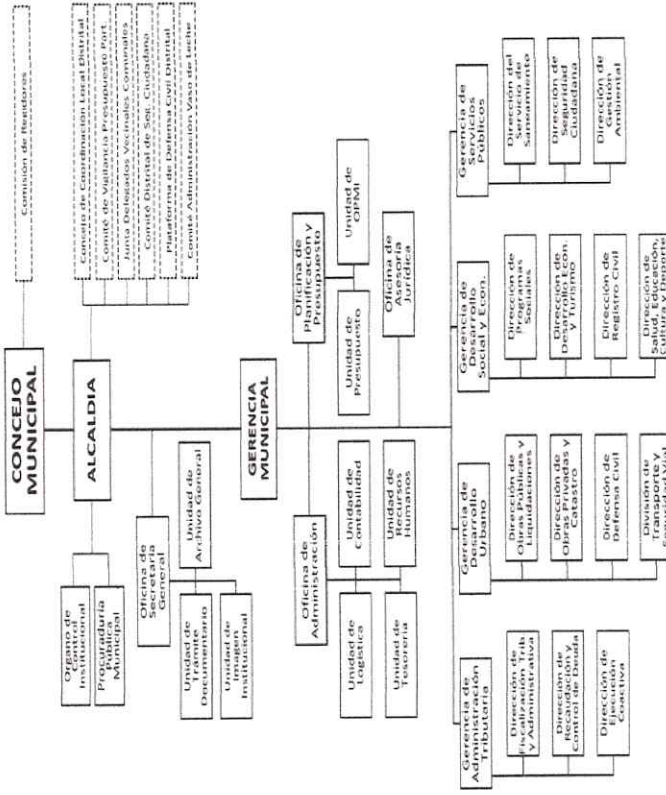 CONCEJO
MUNICIPAL
Comisión de Regidores
Organo de
Control
Institucional
Procuraduría
Pública
Municipal
ALCALDIA
Concejo de Coordinación Local Distrital
Comité de Vigilancia Presupuesto Part.
Junta Delegados Vecinales Comunales
Comité Distrital de Seg. Ciudadana
Plataforma de Defensa Civil Distrital
Comité Administración Vaso de Leche
Oficina de
Secretaría
General
Unidad de
Trámite
Documentario
Unidad de
Archivo General
Unidad de
Imagen
Institucional
GERENCIA
MUNICIPAL
Oficina de
Administración
Unidad de
Logística
Unidad de
Contabilidad
Unidad de
Tesoreria
Unidad de
Recursos
Humanos
Oficina de
Planificación y
Presupuesto
Unidad de
Presupuesto
Unidad de
OPMI
Oficina de
Asesoría
Jurídica
Gerencia de
Administración
Tributaria
Dirección de
Fiscalización Trib
y Administrativa
Dirección de
Recaudación y
Control de Deuda
Dirección de
Ejecución
Coactiva
Gerencia de
Desarrollo
Urbano
Dirección de
Obras Publicas y
Liquidaciones
Dirección de
Obras Privadas y
Catastro
Dirección de
Defensa Civil
División de
Transporte y
Seguridad Vial
Gerencia de
Desarrollo
Social y Econ.
Dirección de
Programas
Sociales
Dirección de
Desarrollo Econ.
y Turismo
Dirección de
Registro Civil
Dirección de
Salud, Educación,
Cultura y Deporte
Gerencia de
Servicios
Públicos
Dirección del
Servicio de
Saneamiento
Dirección de
Seguridad
Ciudadana
Dirección de
Gestión
Ambiental